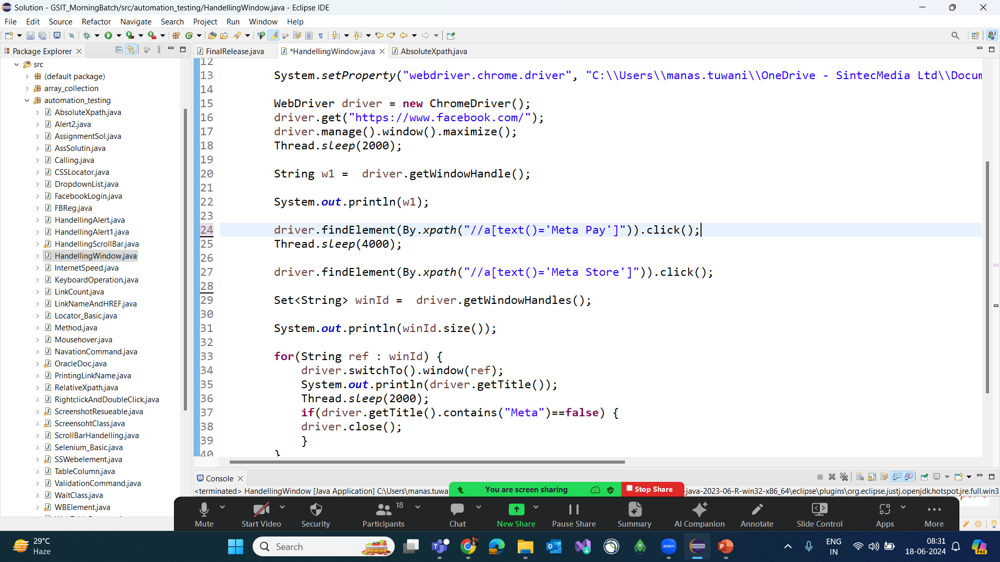 Solution - GSIT_MorningBatch/src/automation_testing/HandellingWindow.java - Eclipse IDE
File Edit Source Refactor Navigate Search Project Run Window Help
Package Explorer
FinalRelease.java *HandellingWindow.java AbsoluteXpath.java
src
(default package)
array_collection
automation_testing
AbsoluteXpath.java
Alert2.java
AssignmentSol.java
AssSolutin.java
Calling.java
CSSLocator.java
DropdownList.java
FacebookLogin.java
FBReg.java
HandellingAlert.java
HandellingAlert1.java
HandellingScrollBar.java
HandellingWindow.java
InternetSpeed.java
KeyboardOperation.java
LinkCount.java
LinkNameAndHREF.java
Locator_Basic.java
Method.java
Mousehover.java
NavationCommand.java
OracleDoc.java
PrintingLinkName.java
RelativeXpath.java
RightclickAndDoubleClick.java
ScreenshotResueable.java
ScreensohtClass.java
ScrollBarHandelling.java
Selenium_Basic.java
SSWebelement.java
TableColumn.java
ValidationCommand.java
WaitClass.java
WBElement.java
12
13 System.setProperty("webdriver.chrome.driver", "C:\\Users\\manas.tuwani\\OneDrive - SintecMedia Ltd\\Docum
14
15 WebDriver driver = new ChromeDriver();
16 driver.get("https://www.facebook.com/");
17 driver.manage().window().maximize();
18 Thread.sleep(2000);
19
20 String w1 =  driver.getWindowHandle();
21
22 System.out.println(w1);
23
24 driver.findElement(By.xpath("//a[text()='Meta Pay']")).click();
25 Thread.sleep(4000);
26
27 driver.findElement(By.xpath("//a[text()='Meta Store']")).click();
28
29 Set<String> winId =  driver.getWindowHandles();
30
31 System.out.println(winId.size());
32
33 for(String ref : winId) {
34 driver.switchTo().window(ref);
35 System.out.println(driver.getTitle());
36 Thread.sleep(2000);
37 if(driver.getTitle().contains("Meta")==false) {
38 driver.close();
39 }
40 }
Console
<terminated> HandellingWindow [Java Application] C:\Users\manas.tuwa
You are screen sharing Stop Share
-java-2023-06-R-win32-x86_64\eclipse\plugins\org.eclipse.justj.openjdk.hotspot.jre.full.win3
18
Mute Start Video Security Participants Chat New Share Pause Share Summary AI Companion Annotate Slide Control Apps More
29°C
Haze
Search
zoom
ENG
IN
08:31
18-06-2024
PRE